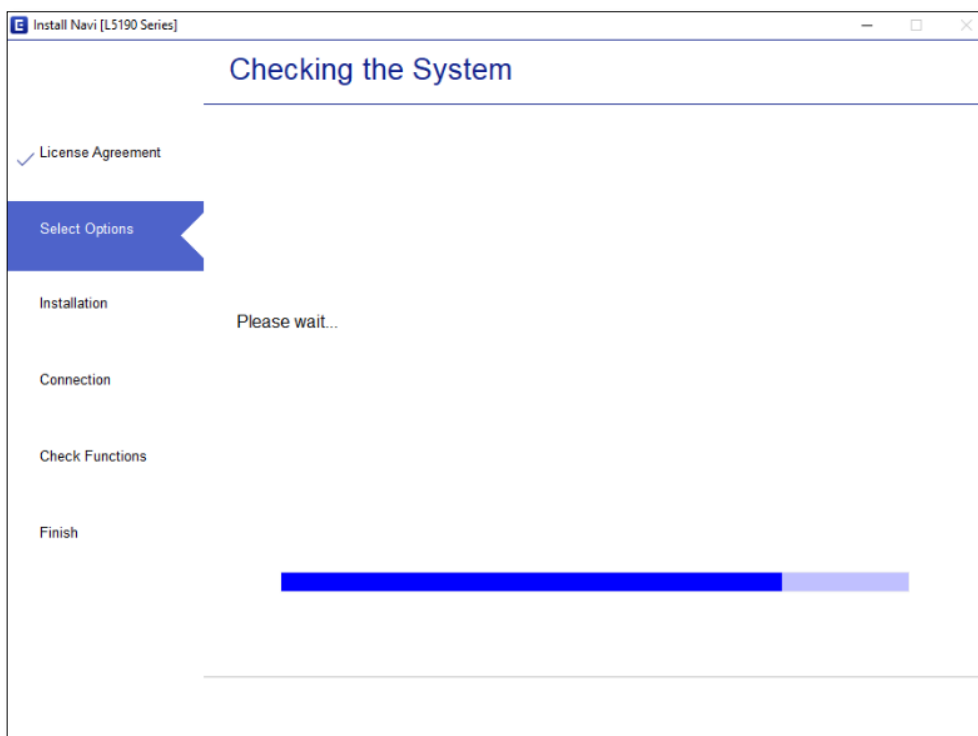 Install Navi [L5190 Series]
Checking the System
License Agreement
Select Options
Installation
Please wait...
Connection
Check Functions
Finish